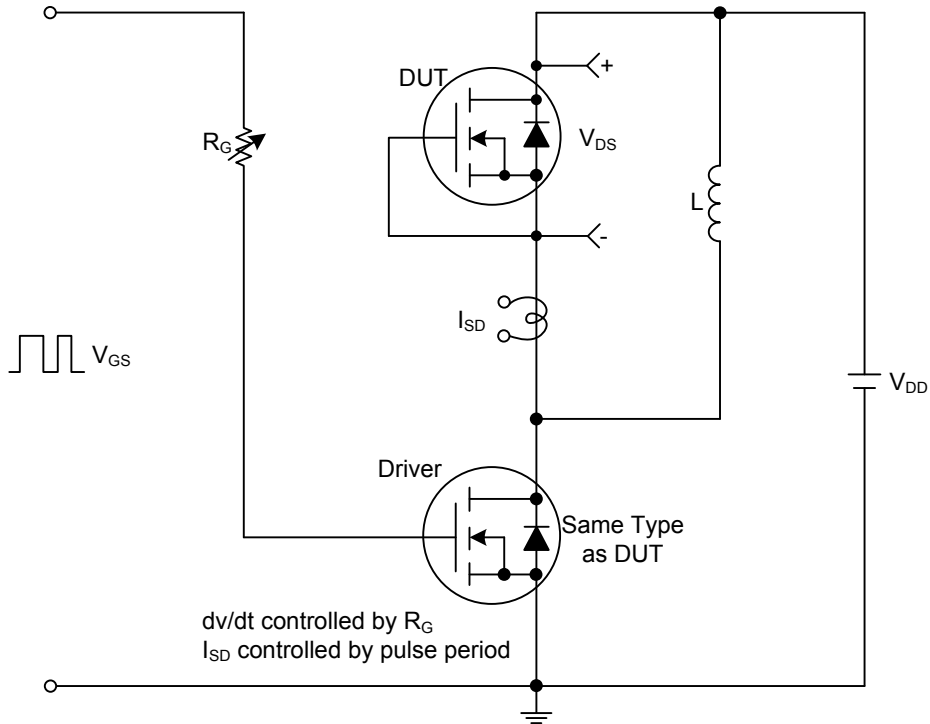 DUT
+
R_G
V_DS
L
-
I_SD
V_GS
V_DD
Driver
Same Type
as DUT
dv/dt controlled by R_G
I_SD controlled by pulse period